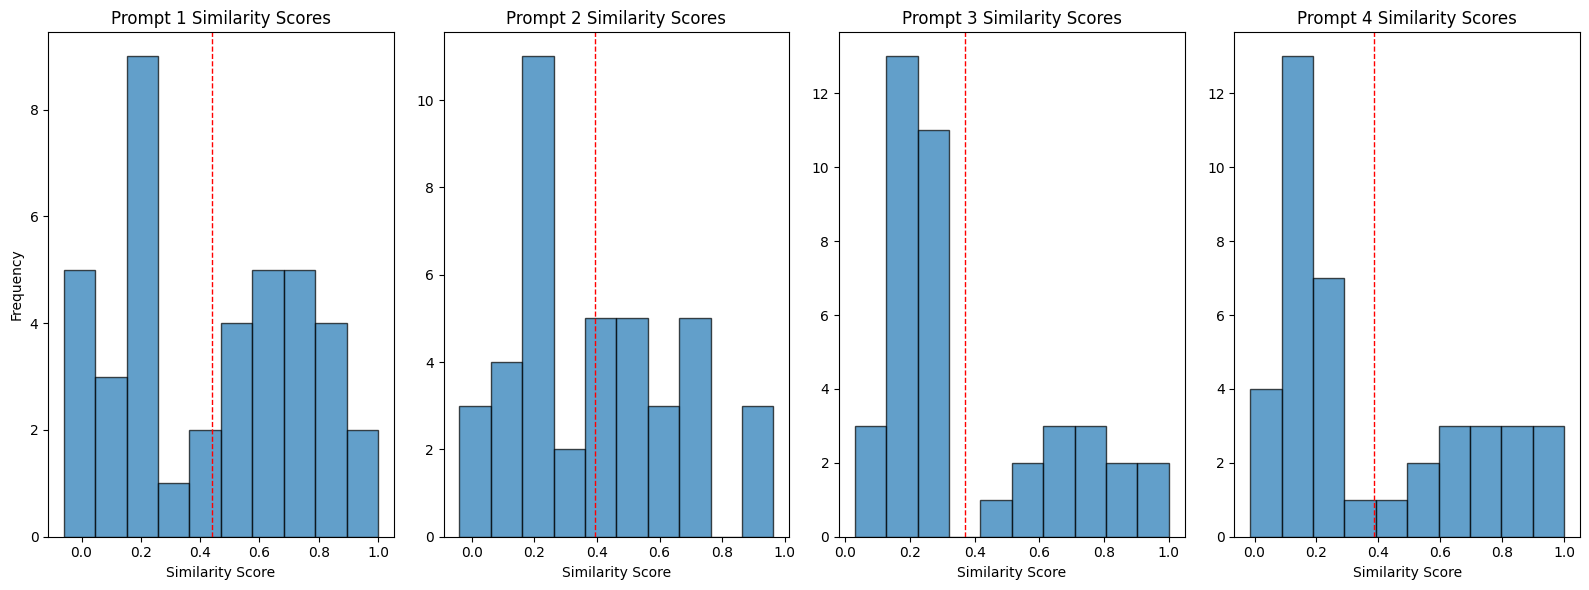 Prompt 1 Similarity Scores
Frequency
8
6
4
2
0
0.0 0.2 0.4 0.6 0.8 1.0
Similarity Score
Prompt 2 Similarity Scores
10
8
6
4
2
0
0.0 0.2 0.4 0.6 0.8 1.0
Similarity Score
Prompt 3 Similarity Scores
12
10
8
6
4
2
0
0.0 0.2 0.4 0.6 0.8 1.0
Similarity Score
Prompt 4 Similarity Scores
12
10
8
6
4
2
0
0.0 0.2 0.4 0.6 0.8 1.0
Similarity Score